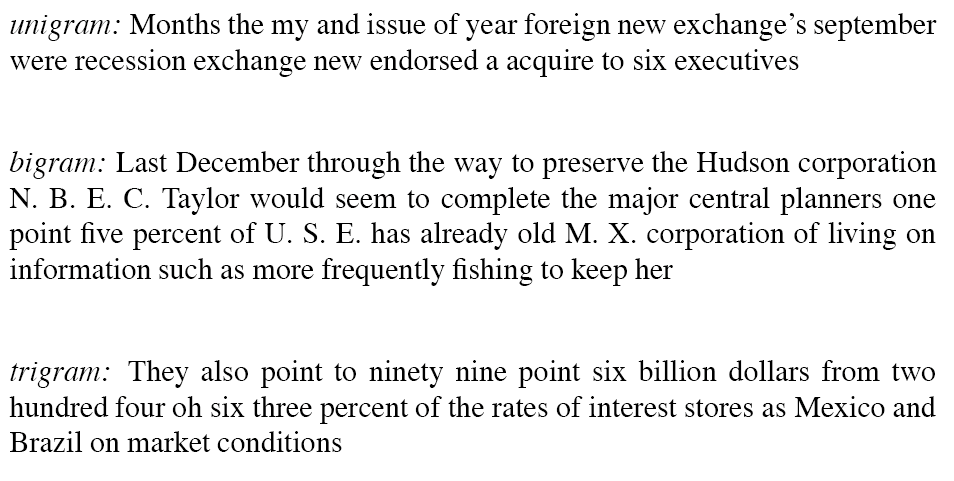 unigram: Months the my and issue of year foreign new exchange’s september
were recession exchange new endorsed a acquire to six executives
bigram: Last December through the way to preserve the Hudson corporation
N. B. E. C. Taylor would seem to complete the major central planners one
point five percent of U. S. E. has already old M. X. corporation of living on
information such as more frequently fishing to keep her
trigram: They also point to ninety nine point six billion dollars from two
hundred four oh six three percent of the rates of interest stores as Mexico and
Brazil on market conditions